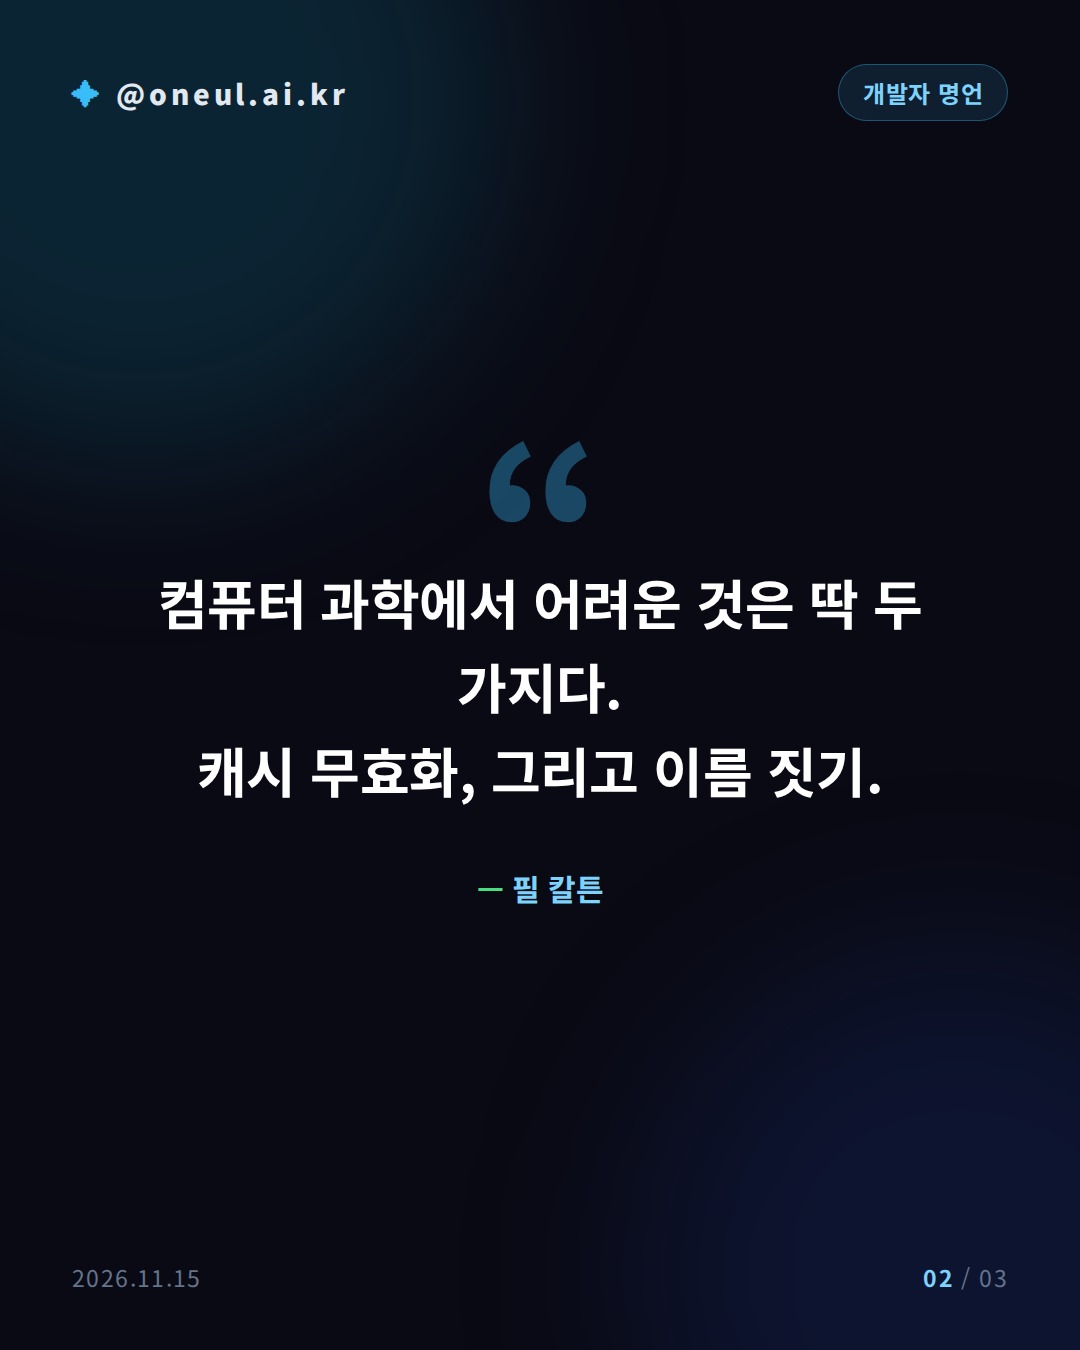 @oneul.ai.kr
개발자 명언
“
컴퓨터 과학에서 어려운 것은 딱 두
가지다.
캐시 무효화, 그리고 이름 짓기.
— 필 칼튼
2026.11.15
02 / 03